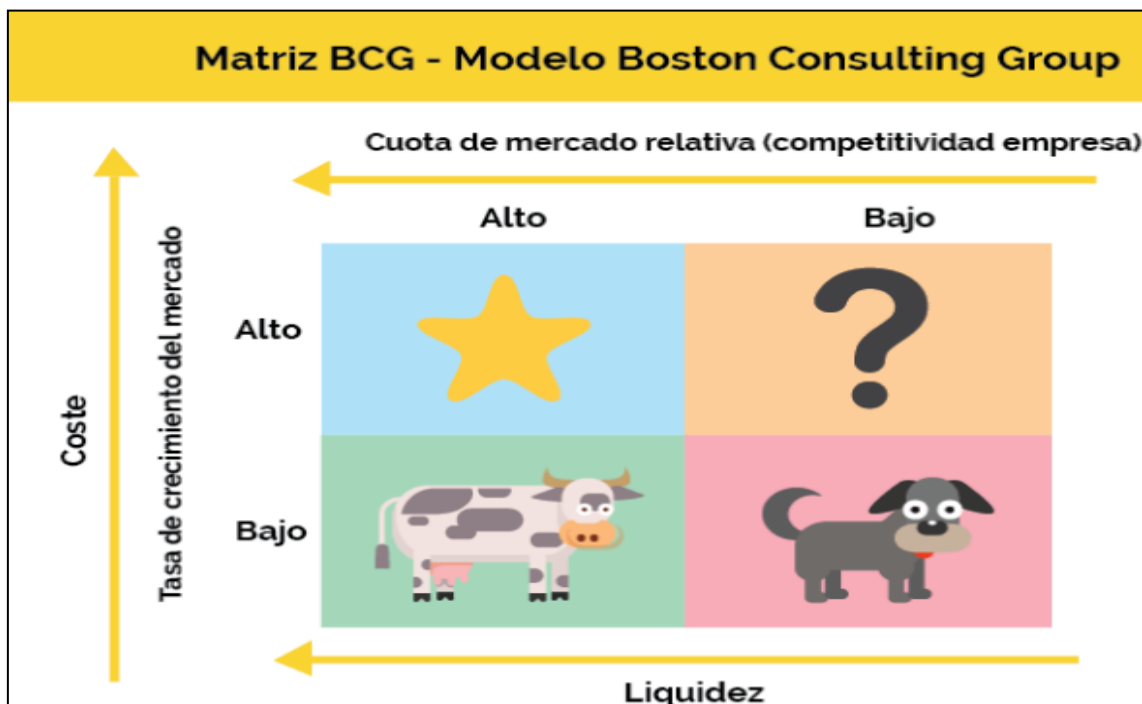 Matriz BCG - Modelo Boston Consulting Group
Cuota de mercado relativa (competitividad empresa)
Alto
Bajo
Coste
Tasa de crecimiento del mercado
Alto
?
Bajo
Liquidez